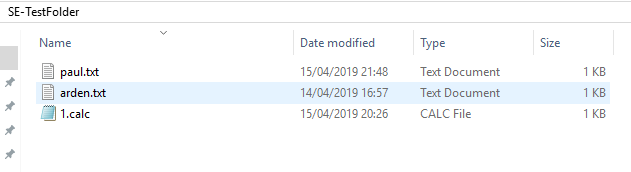 SE-TestFolder
Name Date modified Type Size
paul.txt 15/04/2019 21:48 Text Document 1 KB
arden.txt 14/04/2019 16:57 Text Document 1 KB
1.calc 15/04/2019 20:26 CALC File 1 KB